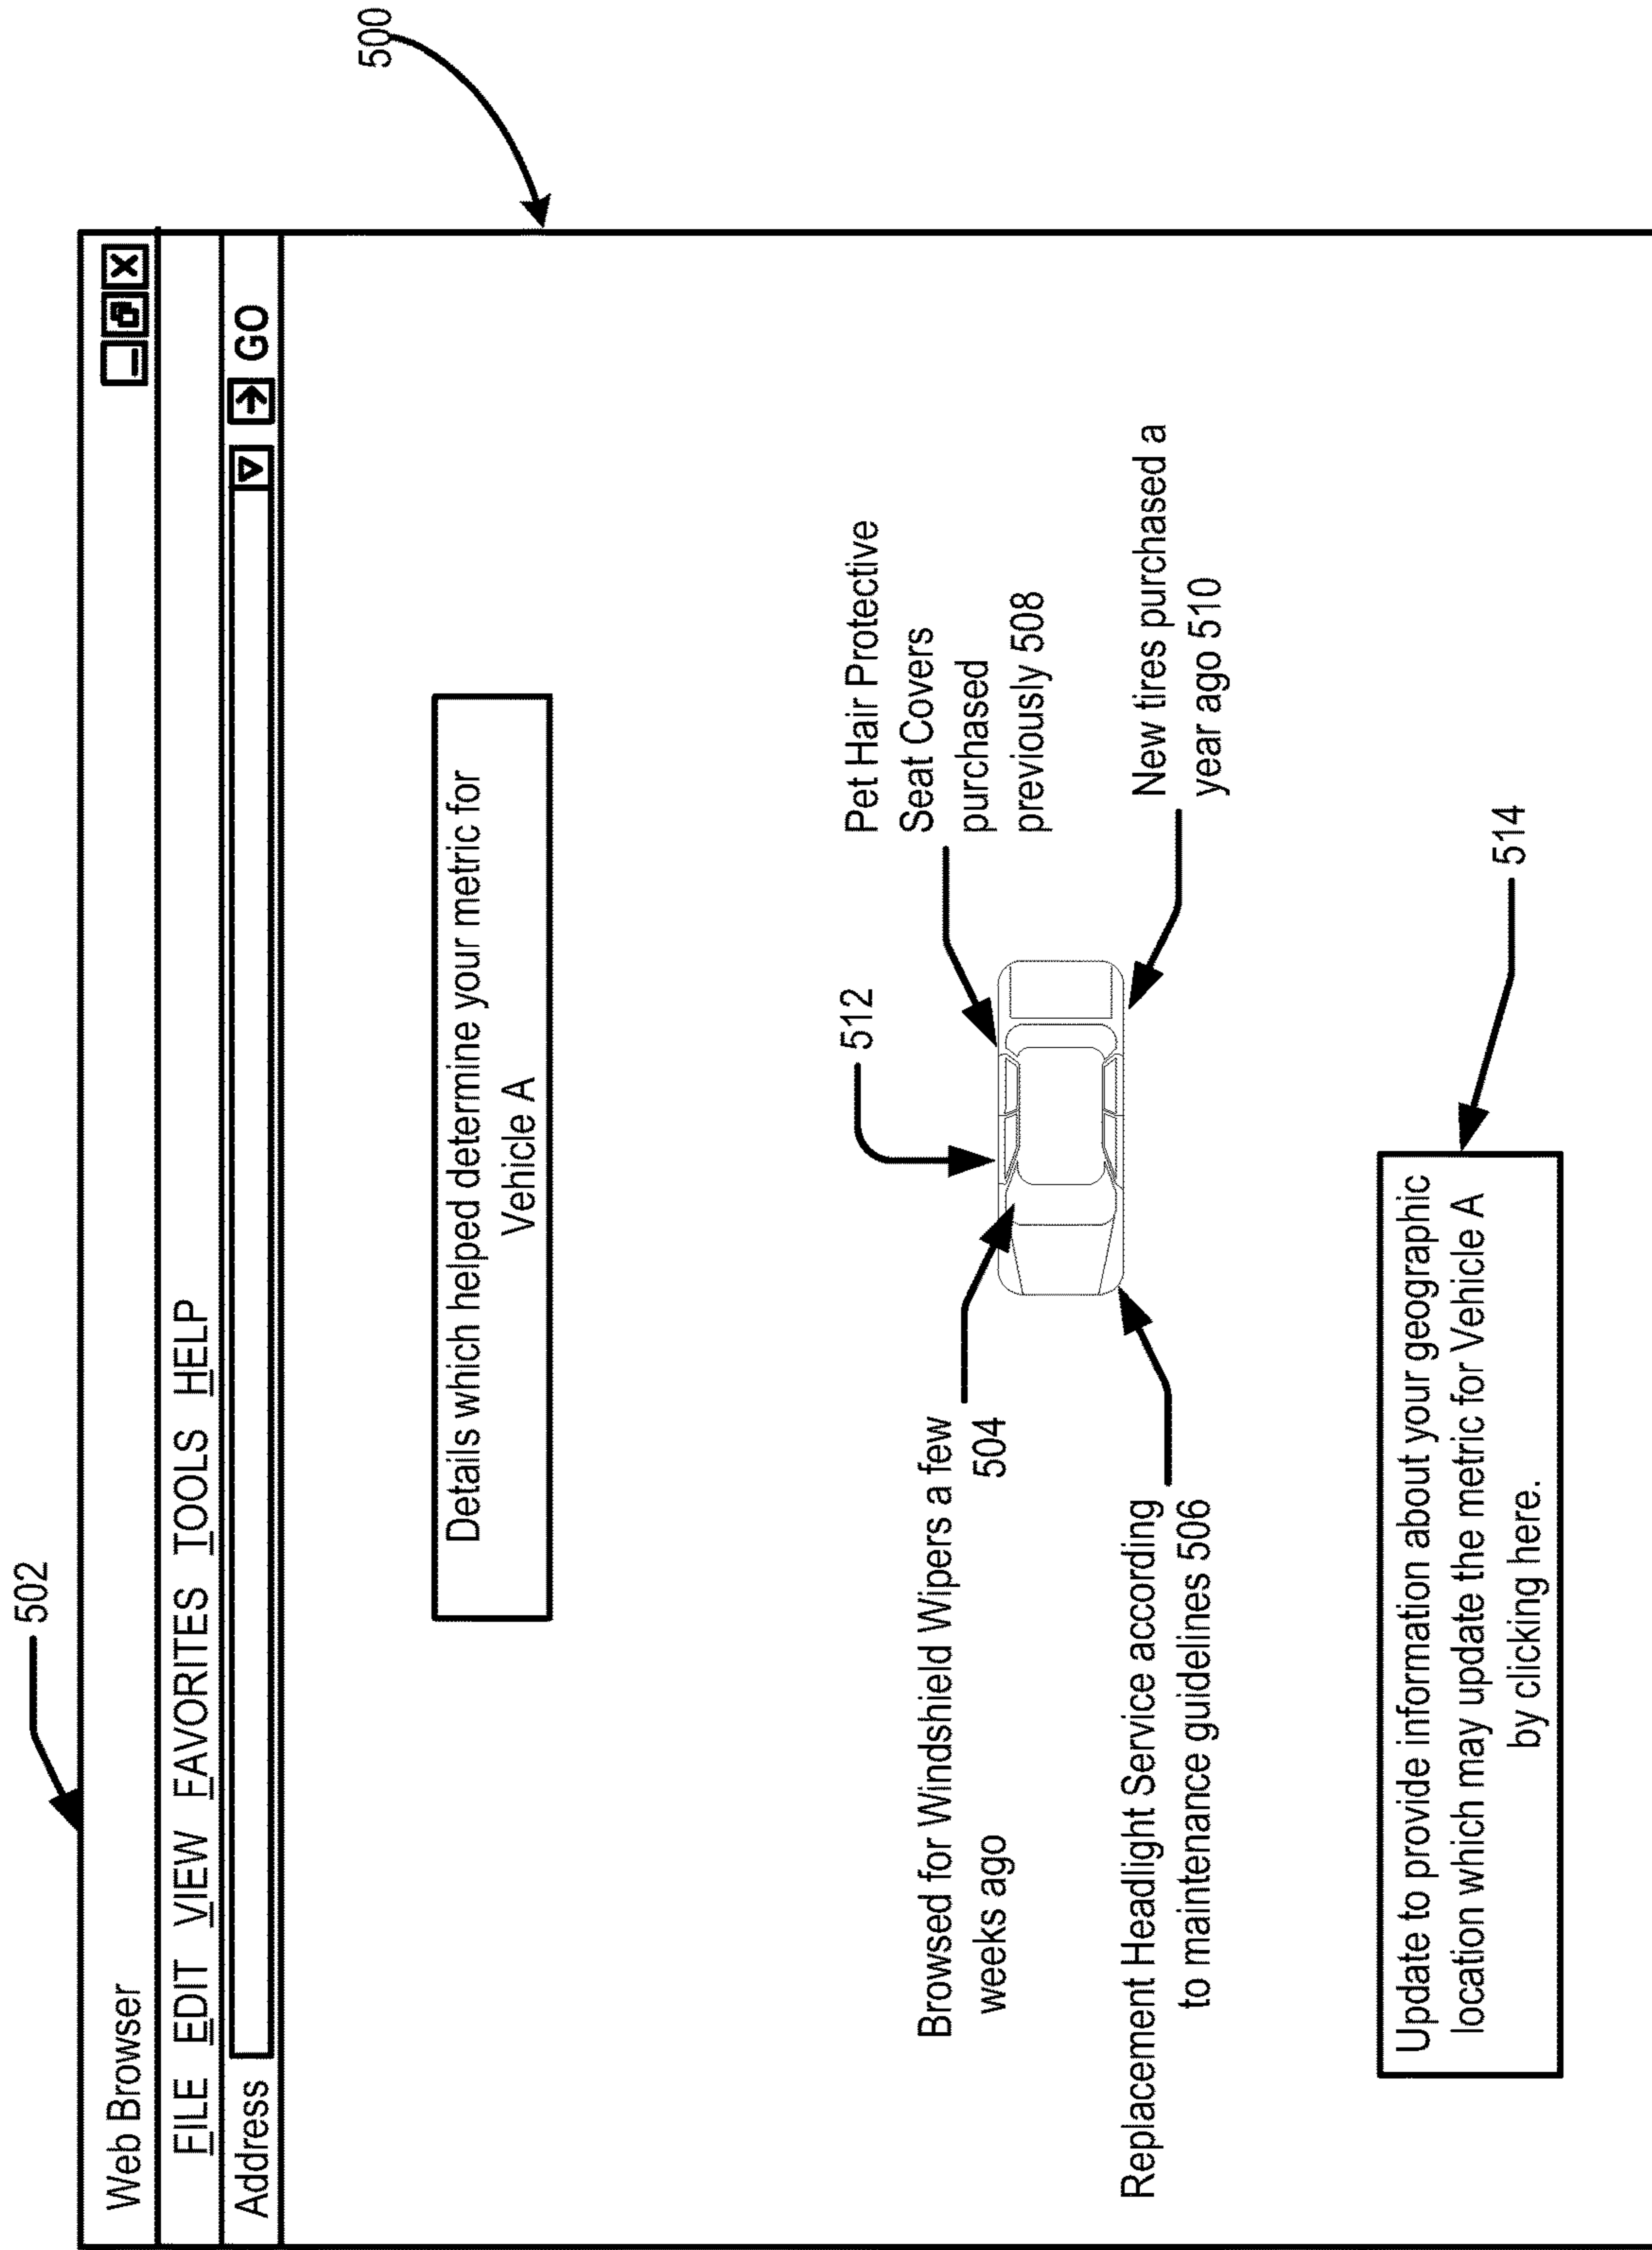 502
Web Browser
FILE EDIT VIEW FAVORITES TOOLS HELP
Address
GO
500
Details which helped determine your metric for
Vehicle A
512
Pet Hair Protective
Seat Covers
purchased
previously 508
Browsed for Windshield Wipers a few
weeks ago
504
Replacement Headlight Service according
to maintenance guidelines 506
New tires purchased a
year ago 510
Update to provide information about your geographic
location which may update the metric for Vehicle A
by clicking here.
514